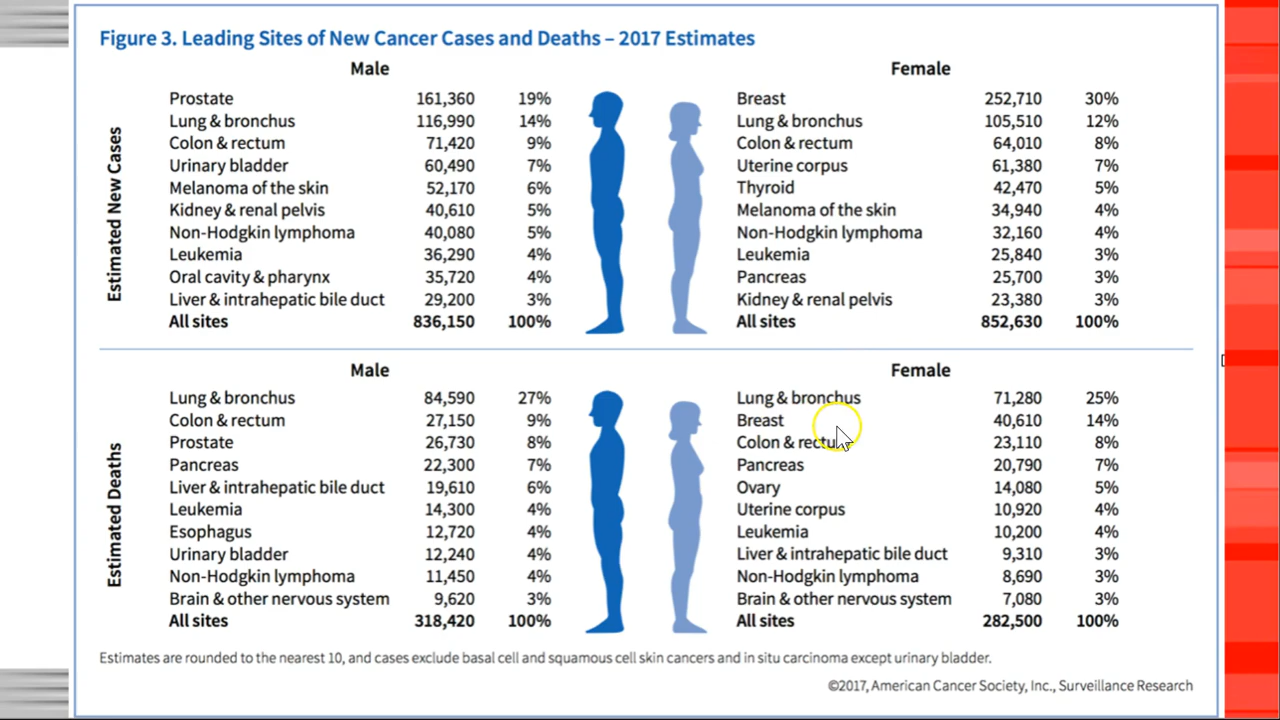 Figure 3. Leading Sites of New Cancer Cases and Deaths – 2017 Estimates
Male
Female
Estimated New Cases
Prostate 161,360 19%
Lung & bronchus 116,990 14%
Colon & rectum 71,420 9%
Urinary bladder 60,490 7%
Melanoma of the skin 52,170 6%
Kidney & renal pelvis 40,610 5%
Non-Hodgkin lymphoma 40,080 5%
Leukemia 36,290 4%
Oral cavity & pharynx 35,720 4%
Liver & intrahepatic bile duct 29,200 3%
All sites 836,150 100%
Breast 252,710 30%
Lung & bronchus 105,510 12%
Colon & rectum 64,010 8%
Uterine corpus 61,380 7%
Thyroid 42,470 5%
Melanoma of the skin 34,940 4%
Non-Hodgkin lymphoma 32,160 4%
Leukemia 25,840 3%
Pancreas 25,700 3%
Kidney & renal pelvis 23,380 3%
All sites 852,630 100%
Male
Female
Estimated Deaths
Lung & bronchus 84,590 27%
Colon & rectum 27,150 9%
Prostate 26,730 8%
Pancreas 22,300 7%
Liver & intrahepatic bile duct 19,610 6%
Leukemia 14,300 4%
Esophagus 12,720 4%
Urinary bladder 12,240 4%
Non-Hodgkin lymphoma 11,450 4%
Brain & other nervous system 9,620 3%
All sites 318,420 100%
Lung & bronchus 71,280 25%
Breast 40,610 14%
Colon & rectum 23,110 8%
Pancreas 20,790 7%
Ovary 14,080 5%
Uterine corpus 10,920 4%
Leukemia 10,200 4%
Liver & intrahepatic bile duct 9,310 3%
Non-Hodgkin lymphoma 8,690 3%
Brain & other nervous system 7,080 3%
All sites 282,500 100%
Estimates are rounded to the nearest 10, and cases exclude basal cell and squamous cell skin cancers and in situ carcinoma except urinary bladder.
©2017, American Cancer Society, Inc., Surveillance Research